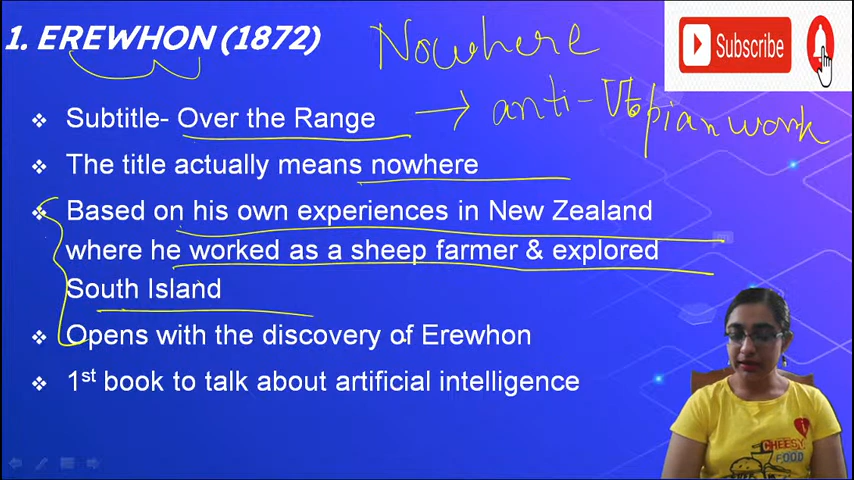 1. EREWHON (1872)
Nowhere
Subscribe
Subtitle- Over the Range
→ anti-Utopian work
The title actually means nowhere
Based on his own experiences in New Zealand
where he worked as a sheep farmer & explored
South Island
Opens with the discovery of Erewhon
1st book to talk about artificial intelligence
CHEESY
FOOD